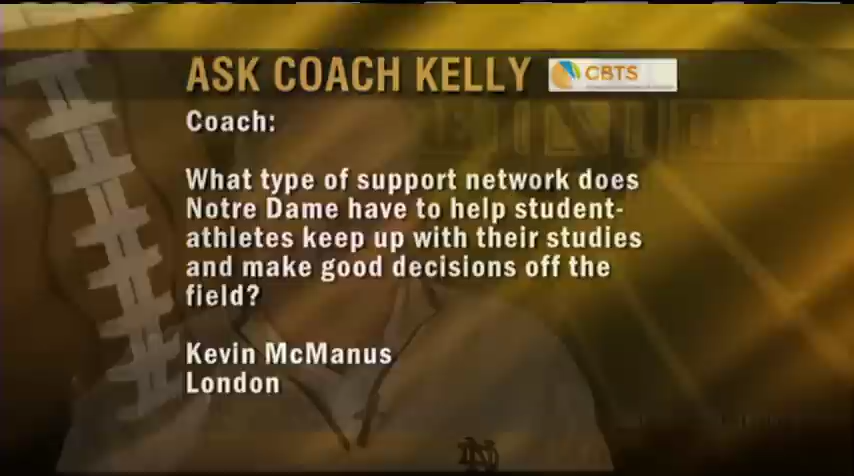 ASK COACH KELLY CBTS
Coach:
What type of support network does
Notre Dame have to help student-
athletes keep up with their studies
and make good decisions off the
field?
Kevin McManus
London
ND